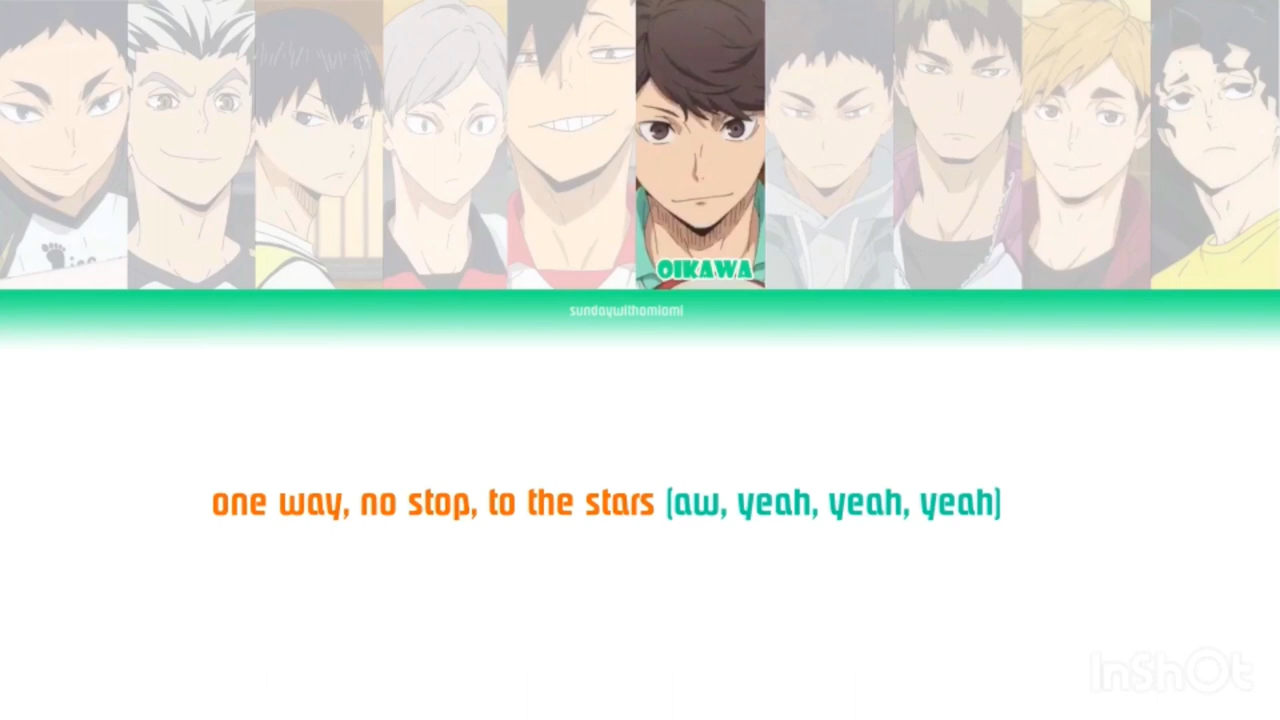 OIKAWA
sundaywithamiami
one way, no stop, to the stars (aw, yeah, yeah, yeah)
InShOt